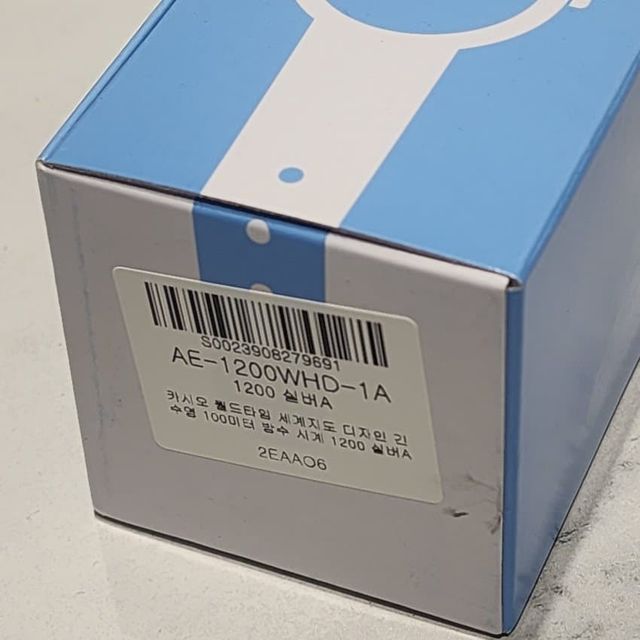 S0023908279691
AE-1200WHD-1A
1200 실버A
카시오 월드타임 세계지도 디자인 긴
수명 100미터 방수 시계 1200 실버A
2EAAO6